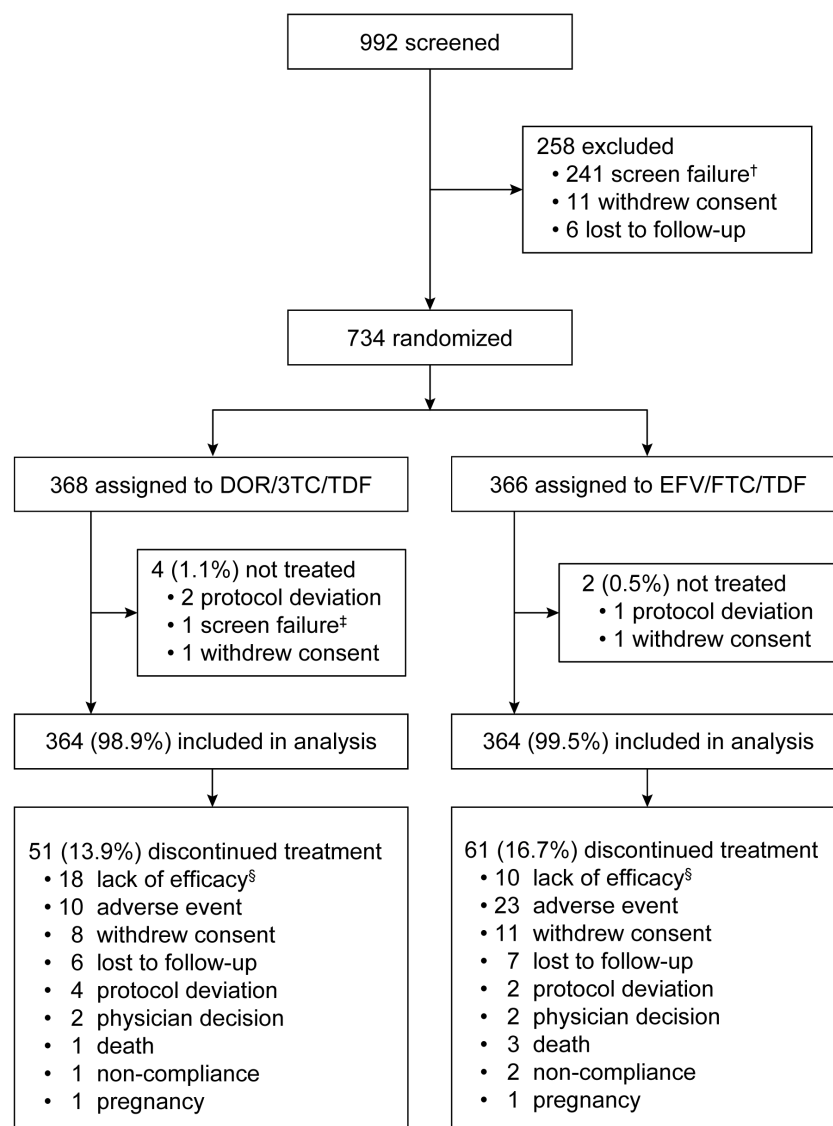 992 screened
258 excluded
• 241 screen failure†
• 11 withdrew consent
• 6 lost to follow-up
734 randomized
368 assigned to DOR/3TC/TDF
366 assigned to EFV/FTC/TDF
4 (1.1%) not treated
• 2 protocol deviation
• 1 screen failure‡
• 1 withdrew consent
2 (0.5%) not treated
• 1 protocol deviation
• 1 withdrew consent
364 (98.9%) included in analysis
364 (99.5%) included in analysis
51 (13.9%) discontinued treatment
• 18 lack of efficacy§
• 10 adverse event
• 8 withdrew consent
• 6 lost to follow-up
• 4 protocol deviation
• 2 physician decision
• 1 death
• 1 non-compliance
• 1 pregnancy
61 (16.7%) discontinued treatment
• 10 lack of efficacy§
• 23 adverse event
• 11 withdrew consent
• 7 lost to follow-up
• 2 protocol deviation
• 2 physician decision
• 3 death
• 2 non-compliance
• 1 pregnancy